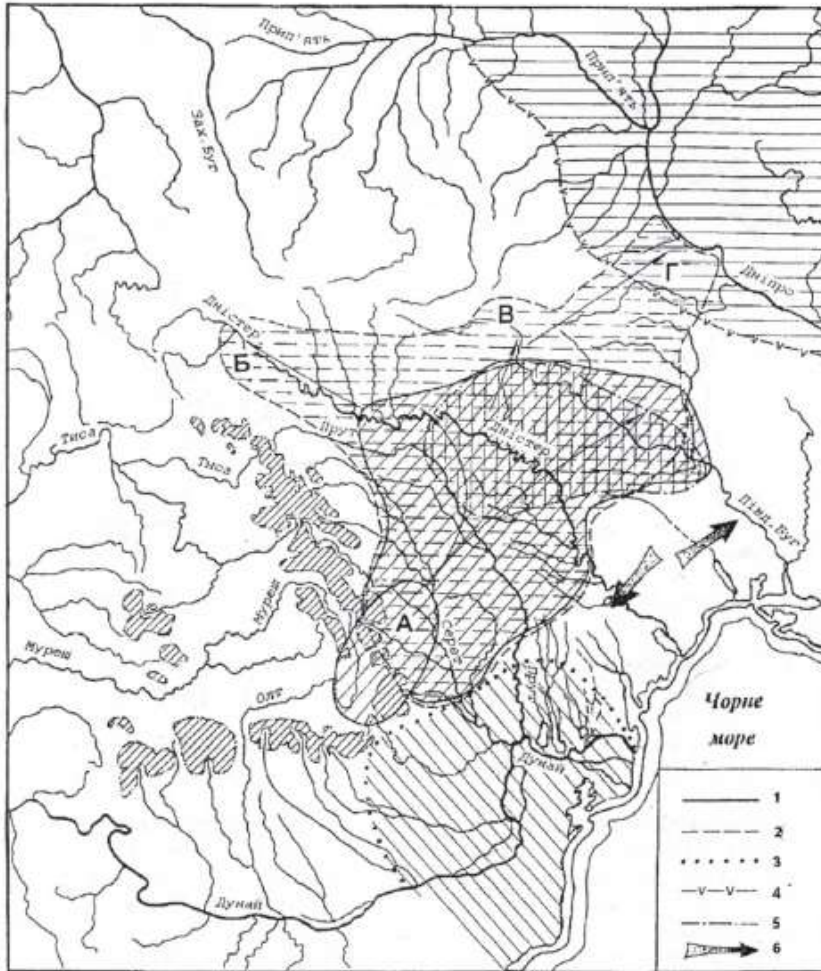 Прип'ять
Прип'ять
Зах. Буг
Г
Дніпро
Дністер
В
Б
Прут
Дністер
Тиса
Тиса
Півд. Буг
Муреш
А
Серет
Муреш
Олт
Прут
Чорне
море
Дунай
Дунай
1
2
3
4
5
6